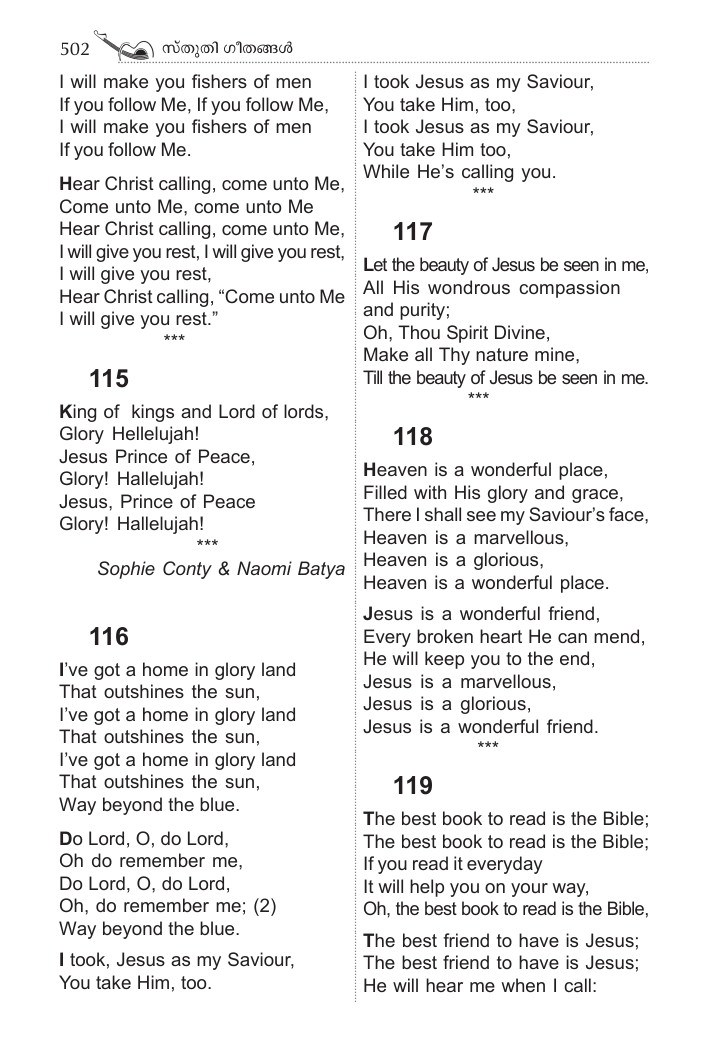 502 സ്തുതി ഗീതങ്ങൾ
I will make you fishers of men
If you follow Me, If you follow Me,
I will make you fishers of men
If you follow Me.
Hear Christ calling, come unto Me,
Come unto Me, come unto Me
Hear Christ calling, come unto Me,
I will give you rest, I will give you rest,
I will give you rest,
Hear Christ calling, “Come unto Me
I will give you rest.”
***
115
King of kings and Lord of lords,
Glory Hellelujah!
Jesus Prince of Peace,
Glory! Hallelujah!
Jesus, Prince of Peace
Glory! Hallelujah!
***
Sophie Conty & Naomi Batya
116
I’ve got a home in glory land
That outshines the sun,
I’ve got a home in glory land
That outshines the sun,
I’ve got a home in glory land
That outshines the sun,
Way beyond the blue.
Do Lord, O, do Lord,
Oh do remember me,
Do Lord, O, do Lord,
Oh, do remember me; (2)
Way beyond the blue.
I took, Jesus as my Saviour,
You take Him, too.
I took Jesus as my Saviour,
You take Him, too,
I took Jesus as my Saviour,
You take Him too,
While He’s calling you.
***
117
Let the beauty of Jesus be seen in me,
All His wondrous compassion
and purity;
Oh, Thou Spirit Divine,
Make all Thy nature mine,
Till the beauty of Jesus be seen in me.
***
118
Heaven is a wonderful place,
Filled with His glory and grace,
There I shall see my Saviour’s face,
Heaven is a marvellous,
Heaven is a glorious,
Heaven is a wonderful place.
Jesus is a wonderful friend,
Every broken heart He can mend,
He will keep you to the end,
Jesus is a marvellous,
Jesus is a glorious,
Jesus is a wonderful friend.
***
119
The best book to read is the Bible;
The best book to read is the Bible;
If you read it everyday
It will help you on your way,
Oh, the best book to read is the Bible,
The best friend to have is Jesus;
The best friend to have is Jesus;
He will hear me when I call: